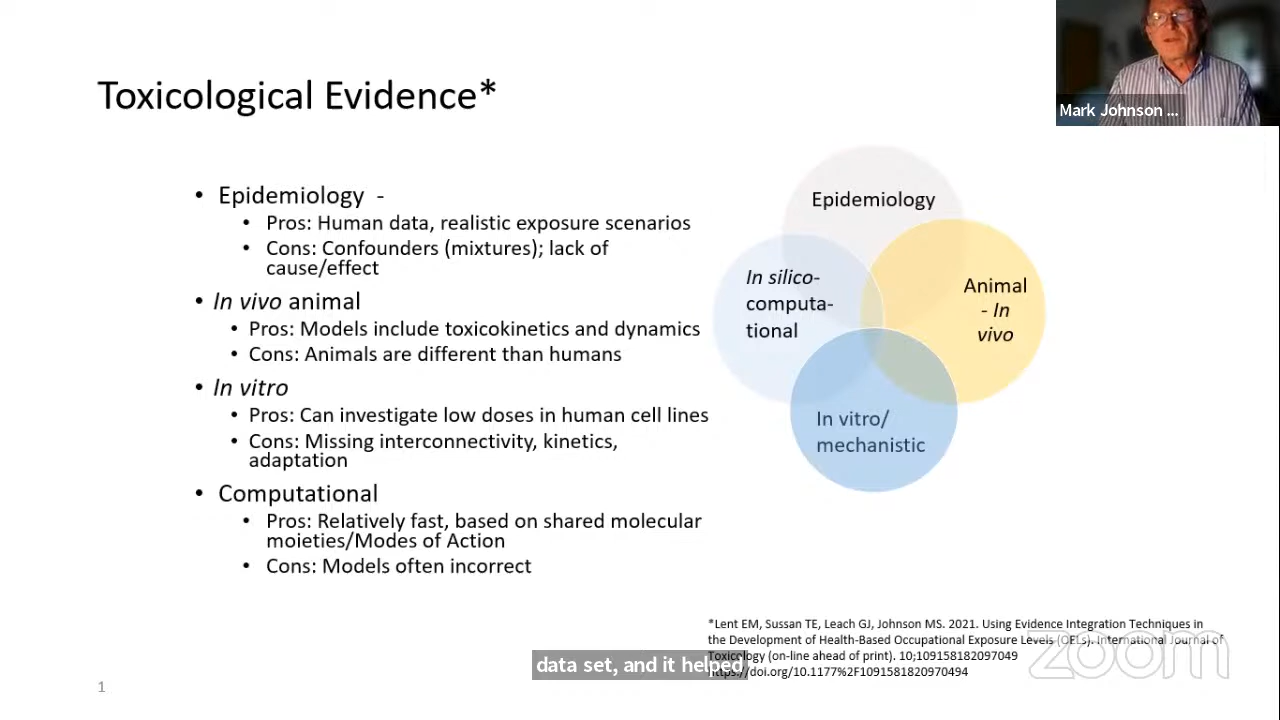 Mark Johnson ...
Toxicological Evidence*
• Epidemiology -
• Pros: Human data, realistic exposure scenarios
• Cons: Confounders (mixtures); lack of
cause/effect
• In vivo animal
• Pros: Models include toxicokinetics and dynamics
• Cons: Animals are different than humans
• In vitro
• Pros: Can investigate low doses in human cell lines
• Cons: Missing interconnectivity, kinetics,
adaptation
• Computational
• Pros: Relatively fast, based on shared molecular
moieties/Modes of Action
• Cons: Models often incorrect
Epidemiology
In silico-
computa-
tional
Animal
- In
vivo
In vitro/
mechanistic
*Lent EM, Sussan TE, Leach GJ, Johnson MS. 2021. Using Evidence Integration Techniques in
the Development of Health-Based Occupational Exposure Levels (OELs). International Journal of
Toxicology (on-line ahead of print). 10;109158182097049
https://doi.org/10.1177%2F1091581820970494
data set, and it helped
zoom
1